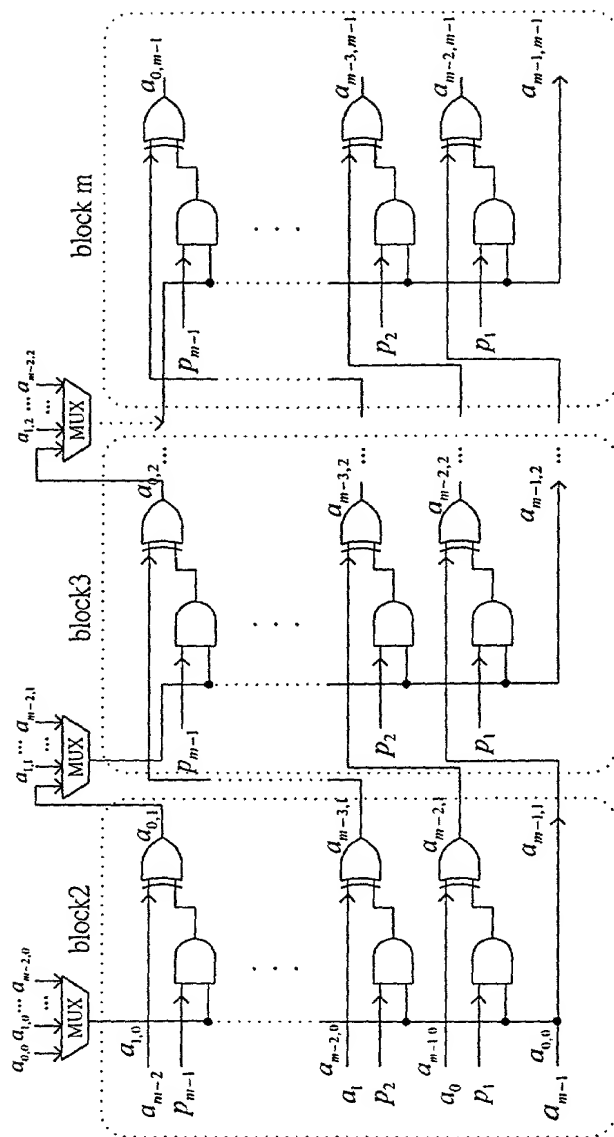 block2
a_{0,0} a_{1,0} ... a_{m-2,0}
MUX
a_{m-2} a_{1,0} a_{0,1}
p_{m-1}
. . .
a_1 a_{m-2,0} a_{m-3,1}
p_2
a_0 a_{m-1,0} a_{m-2,1}
p_1
a_{m-1} a_{0,0} a_{m-1,1}
block3
a_{1,1} ... a_{m-2,1}
...
MUX
a_{0,2} ...
p_{m-1}
. . .
a_{m-3,2} ...
p_2
a_{m-2,2} ...
p_1
a_{m-1,2} ...
block m
a_{1,2} ... a_{m-2,2}
...
MUX
a_{0,m-1}
p_{m-1}
. . .
a_{m-3,m-1}
p_2
a_{m-2,m-1}
p_1
a_{m-1,m-1}